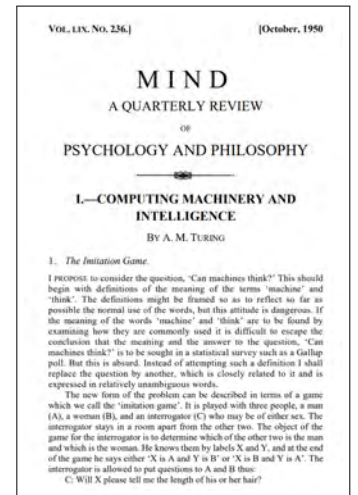 VOL. LIX. NO. 236.] [October, 1950
MIND
A QUARTERLY REVIEW
OF
PSYCHOLOGY AND PHILOSOPHY
I.—COMPUTING MACHINERY AND
INTELLIGENCE
BY A. M. TURING
1. The Imitation Game.
I PROPOSE to consider the question, ‘Can machines think?’ This should
begin with definitions of the meaning of the terms ‘machine’ and
‘think’. The definitions might be framed so as to reflect so far as
possible the normal use of the words, but this attitude is dangerous. If
the meaning of the words ‘machine’ and ‘think’ are to be found by
examining how they are commonly used it is difficult to escape the
conclusion that the meaning and the answer to the question, ‘Can
machines think?’ is to be sought in a statistical survey such as a Gallup
poll. But this is absurd. Instead of attempting such a definition I shall
replace the question by another, which is closely related to it and is
expressed in relatively unambiguous words.
The new form of the problem can be described in terms of a game
which we call the ‘imitation game’. It is played with three people, a man
(A), a woman (B), and an interrogator (C) who may be of either sex. The
interrogator stays in a room apart from the other two. The object of the
game for the interrogator is to determine which of the other two is the man
and which is the woman. He knows them by labels X and Y, and at the end
of the game he says either ‘X is A and Y is B’ or ‘X is B and Y is A’. The
interrogator is allowed to put questions to A and B thus:
C: Will X please tell me the length of his or her hair?